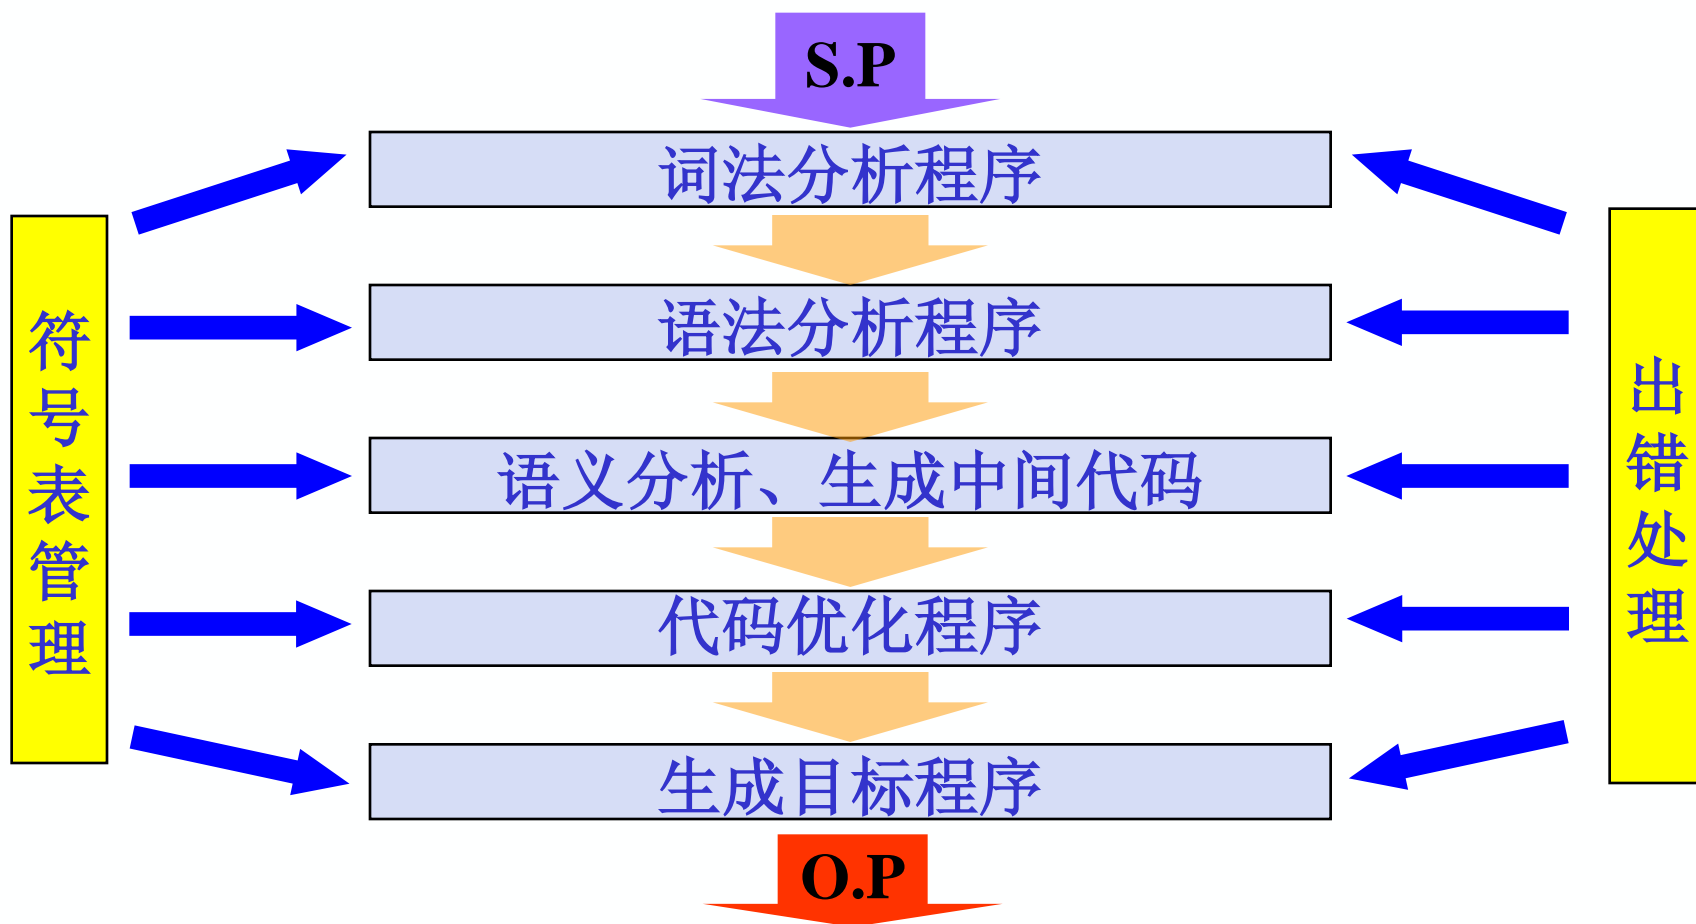 S.P
词法分析程序
语法分析程序
语义分析、生成中间代码
代码优化程序
生成目标程序
O.P
符号表管理
出错处理